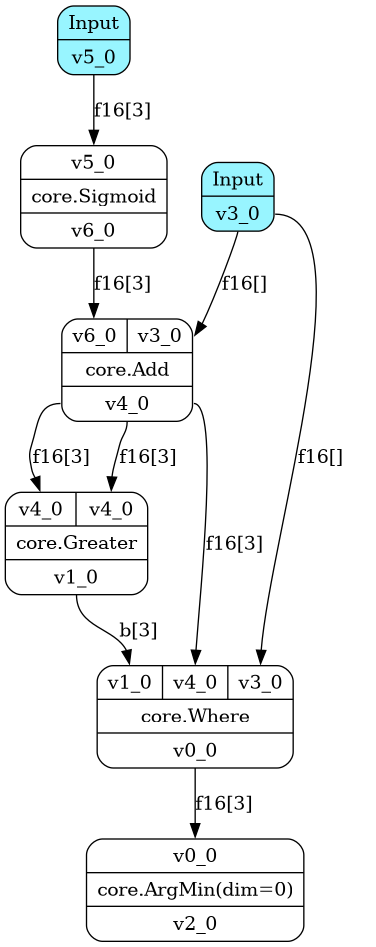 Input
v5_0
f16[3]
v5_0
core.Sigmoid
v6_0
Input
v3_0
f16[3]
f16[]
v6_0 v3_0
core.Add
v4_0
f16[3] f16[3] f16[3] f16[]
v4_0 v4_0
core.Greater
v1_0
b[3]
v1_0 v4_0 v3_0
core.Where
v0_0
f16[3]
v0_0
core.ArgMin(dim=0)
v2_0